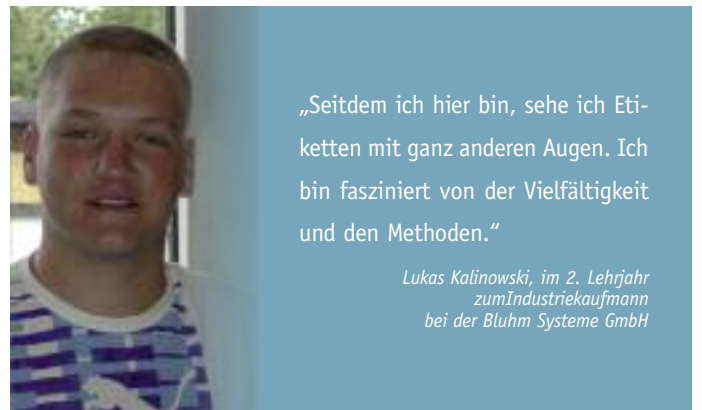 „Seitdem ich hier bin, sehe ich Eti-
ketten mit ganz anderen Augen. Ich
bin fasziniert von der Vielfältigkeit
und den Methoden.“
Lukas Kalinowski, im 2. Lehrjahr
zumIndustriekaufmann
bei der Bluhm Systeme GmbH